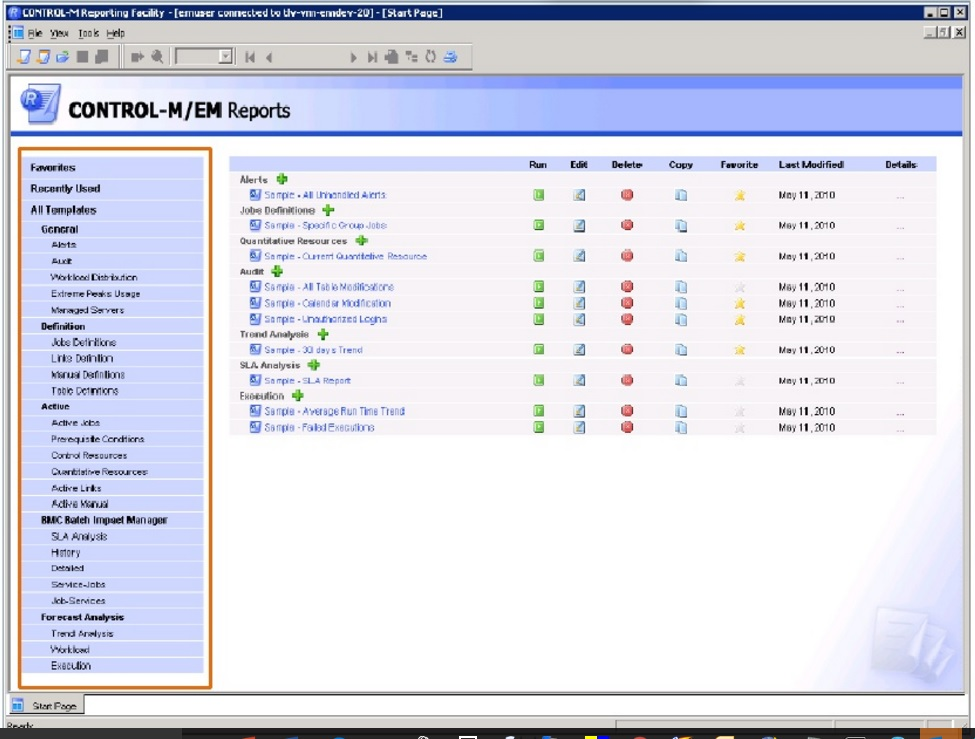 CONTROL-M Reporting Facility - [emuser connected to tlv-vm-emdev-20] - [Start Page]
File View Tools Help
CONTROL-M/EM Reports
Favorites
Recently Used
All Templates
General
Alerts
Audit
Workload Distribution
Extreme Peaks Usage
Managed Servers
Definition
Jobs Definitions
Links Definition
Manual Definitions
Table Definitions
Active
Active Jobs
Prerequisite Conditions
Control Resources
Quantitative Resources
Active Links
Active Manual
BMC Batch Impact Manager
SLA Analysis
History
Detailed
Service-Jobs
Job-Services
Forecast Analysis
Trend Analysis
Workload
Execution
Run Edit Delete Copy Favorite Last Modified Details
Alerts
Sample - All Unhandled Alerts May 11, 2010 ...
Jobs Definitions
Sample - Specific Group Jobs May 11, 2010 ...
Quantitative Resources
Sample - Current Quantitative Resource May 11, 2010 ...
Audit
Sample - All Table Modifications May 11, 2010 ...
Sample - Calendar Modification May 11, 2010 ...
Sample - Unauthorized Logins May 11, 2010 ...
Trend Analysis
Sample - 30 days Trend May 11, 2010 ...
SLA Analysis
Sample - SLA Report May 11, 2010 ...
Execution
Sample - Average Run Time Trend May 11, 2010 ...
Sample - Failed Executions May 11, 2010 ...
Start Page
Ready